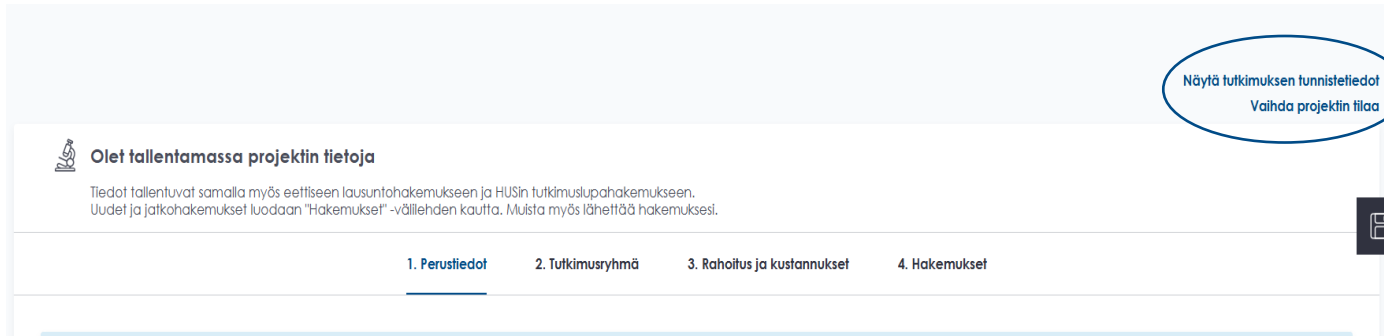 Näytä tutkimuksen tunnistetiedot
Vaihda projektin tilaa
Olet tallentamassa projektin tietoja
Tiedot tallentuvat samalla myös eettiseen lausuntohakemukseen ja HUSin tutkimuslupahakemukseen.
Uudet ja jatkohakemukset luodaan "Hakemukset" -välilehden kautta. Muista myös lähettää hakemuksesi.
1. Perustiedot 2. Tutkimusryhmä 3. Rahoitus ja kustannukset 4. Hakemukset